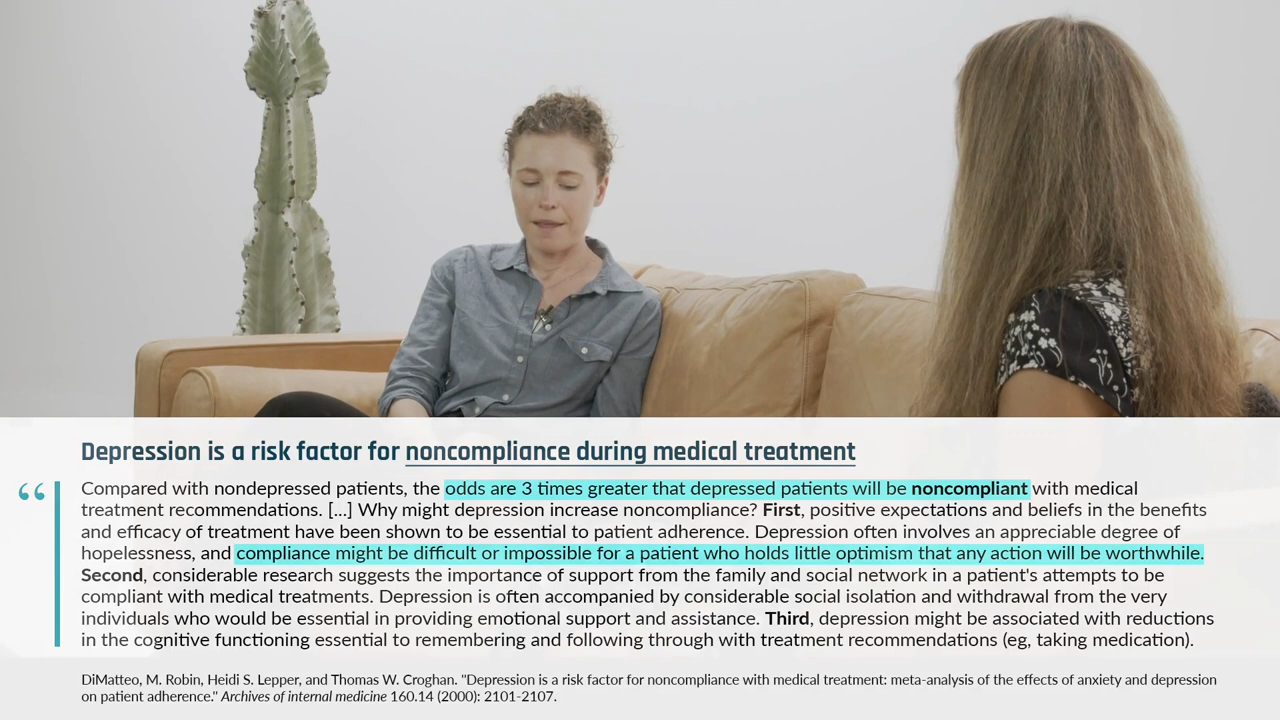 Depression is a risk factor for noncompliance during medical treatment
“
Compared with nondepressed patients, the odds are 3 times greater that depressed patients will be noncompliant with medical
treatment recommendations. [...] Why might depression increase noncompliance? First, positive expectations and beliefs in the benefits
and efficacy of treatment have been shown to be essential to patient adherence. Depression often involves an appreciable degree of
hopelessness, and compliance might be difficult or impossible for a patient who holds little optimism that any action will be worthwhile.
Second, considerable research suggests the importance of support from the family and social network in a patient's attempts to be
compliant with medical treatments. Depression is often accompanied by considerable social isolation and withdrawal from the very
individuals who would be essential in providing emotional support and assistance. Third, depression might be associated with reductions
in the cognitive functioning essential to remembering and following through with treatment recommendations (eg, taking medication).
DiMatteo, M. Robin, Heidi S. Lepper, and Thomas W. Croghan. "Depression is a risk factor for noncompliance with medical treatment: meta-analysis of the effects of anxiety and depression
on patient adherence." Archives of internal medicine 160.14 (2000): 2101-2107.